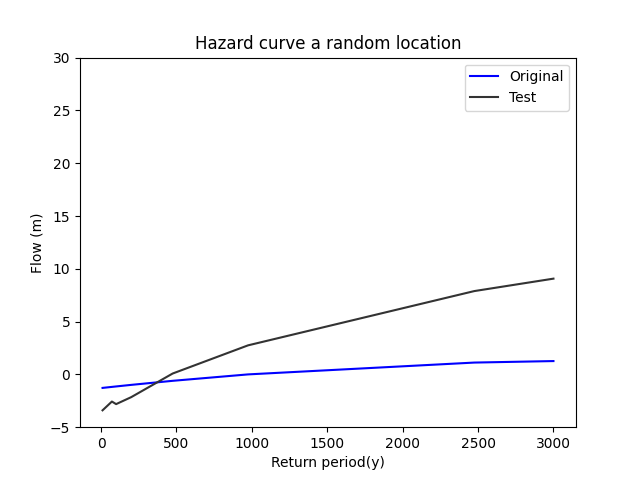 Hazard curve a random location
Original
Test
Flow (m)
30
25
20
15
10
5
0
−5
0 500 1000 1500 2000 2500 3000
Return period(y)